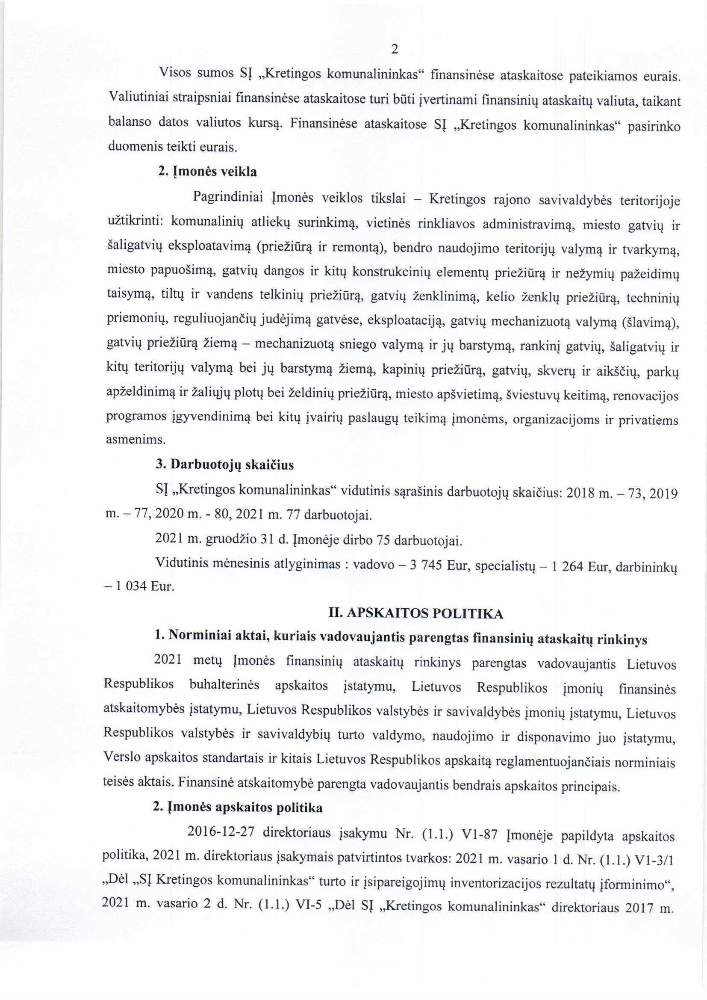 2
Visos sumos SĮ „Kretingos komunalininkas“ finansinėse ataskaitose pateikiamos eurais.
Valiutiniai straipsniai finansinėse ataskaitose turi būti įvertinami finansinių ataskaitų valiuta, taikant
balanso datos valiutos kursą. Finansinėse ataskaitose SĮ „Kretingos komunalininkas“ pasirinko
duomenis teikti eurais.
2. Įmonės veikla
Pagrindiniai Įmonės veiklos tikslai – Kretingos rajono savivaldybės teritorijoje
užtikrinti: komunalinių atliekų surinkimą, vietinės rinkliavos administravimą, miesto gatvių ir
šaligatvių eksploatavimą (priežiūrą ir remontą), bendro naudojimo teritorijų valymą ir tvarkymą,
miesto papuošimą, gatvių dangos ir kitų konstrukcinių elementų priežiūrą ir nežymių pažeidimų
taisymą, tiltų ir vandens telkinių priežiūrą, gatvių ženklinimą, kelio ženklų priežiūrą, techninių
priemonių, reguliuojančių judėjimą gatvėse, eksploataciją, gatvių mechanizuotą valymą (šlavimą),
gatvių priežiūrą žiemą – mechanizuotą sniego valymą ir jų barstymą, rankinį gatvių, šaligatvių ir
kitų teritorijų valymą bei jų barstymą žiemą, kapinių priežiūrą, gatvių, skverų ir aikščių, parkų
apželdinimą ir žaliųjų plotų bei želdinių priežiūrą, miesto apšvietimą, šviestuvų keitimą, renovacijos
programos įgyvendinimą bei kitų įvairių paslaugų teikimą įmonėms, organizacijoms ir privatiems
asmenims.
3. Darbuotojų skaičius
SĮ „Kretingos komunalininkas“ vidutinis sąrašinis darbuotojų skaičius: 2018 m. – 73, 2019
m. – 77, 2020 m. - 80, 2021 m. 77 darbuotojai.
2021 m. gruodžio 31 d. Įmonėje dirbo 75 darbuotojai.
Vidutinis mėnesinis atlyginimas : vadovo – 3 745 Eur, specialistų – 1 264 Eur, darbininkų
– 1 034 Eur.
II. APSKAITOS POLITIKA
1. Norminiai aktai, kuriais vadovaujantis parengtas finansinių ataskaitų rinkinys
2021 metų Įmonės finansinių ataskaitų rinkinys parengtas vadovaujantis Lietuvos
Respublikos buhalterinės apskaitos įstatymu, Lietuvos Respublikos įmonių finansinės
atskaitomybės įstatymu, Lietuvos Respublikos valstybės ir savivaldybės įmonių įstatymu, Lietuvos
Respublikos valstybės ir savivaldybių turto valdymo, naudojimo ir disponavimo juo įstatymu,
Verslo apskaitos standartais ir kitais Lietuvos Respublikos apskaitą reglamentuojančiais norminiais
teisės aktais. Finansinė atskaitomybė parengta vadovaujantis bendrais apskaitos principais.
2. Įmonės apskaitos politika
2016-12-27 direktoriaus įsakymu Nr. (1.1.) V1-87 Įmonėje papildyta apskaitos
politika, 2021 m. direktoriaus įsakymais patvirtintos tvarkos: 2021 m. vasario 1 d. Nr. (1.1.) V1-3/1
„Dėl „SĮ Kretingos komunalininkas“ turto ir įsipareigojimų inventorizacijos rezultatų įforminimo“,
2021 m. vasario 2 d. Nr. (1.1.) VI-5 „Dėl SĮ „Kretingos komunalininkas“ direktoriaus 2017 m.